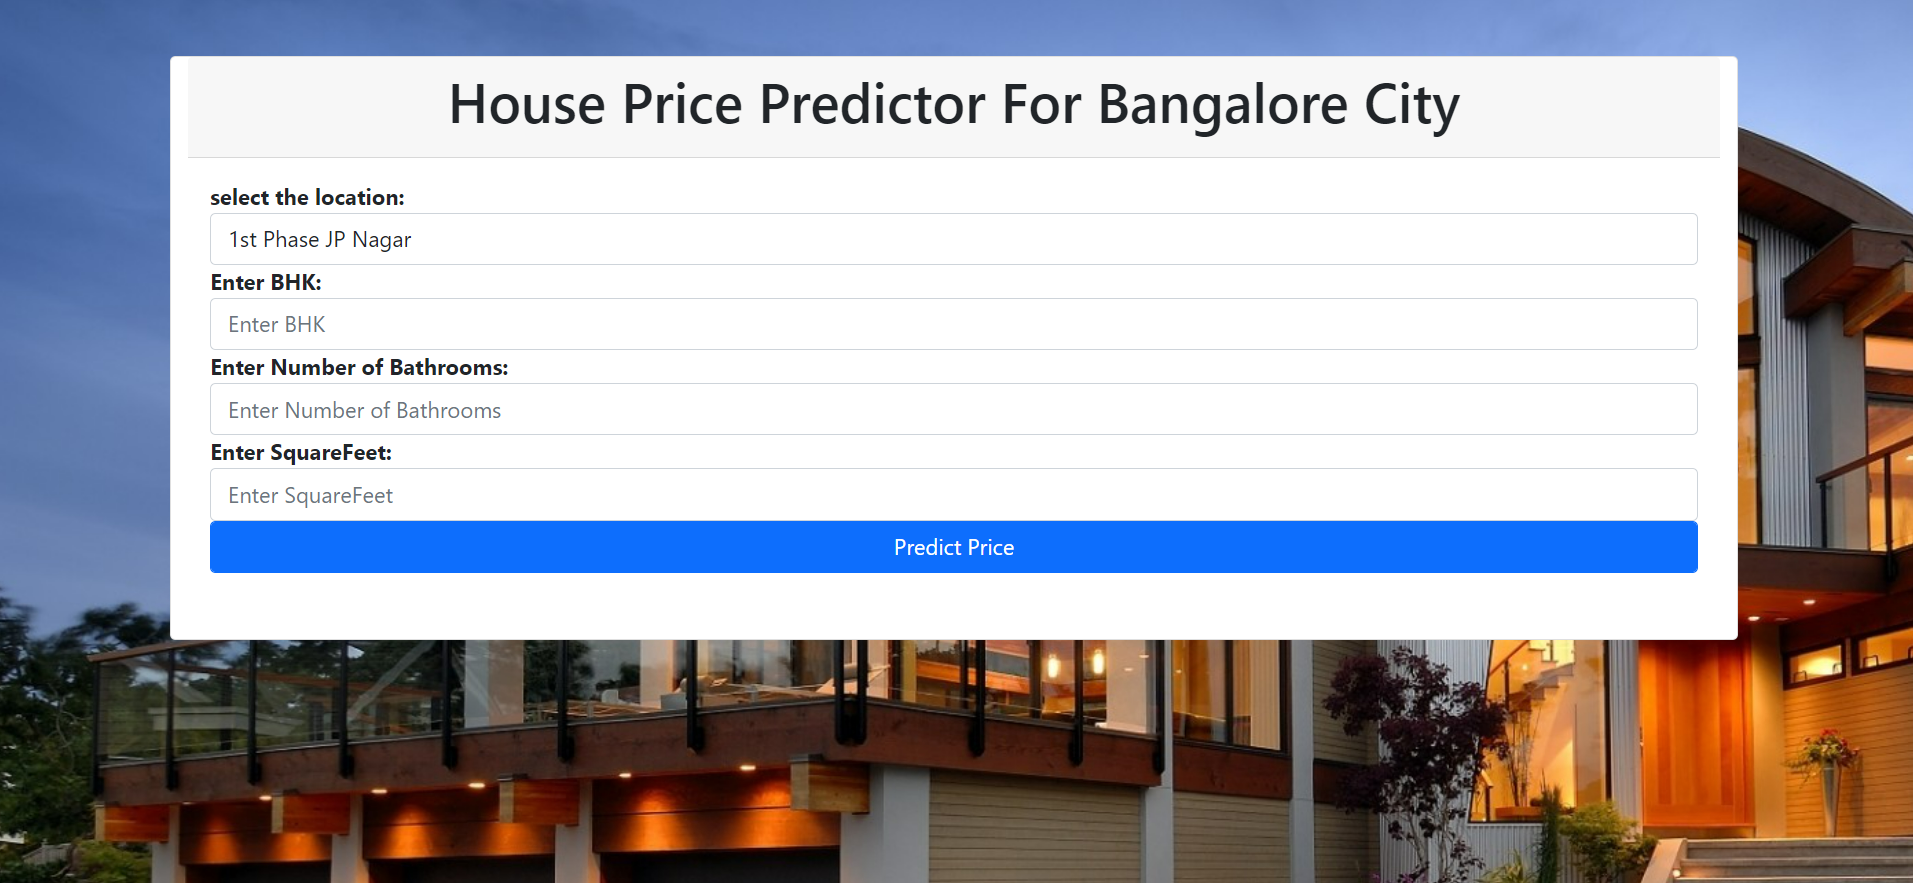 House Price Predictor For Bangalore City
select the location:
1st Phase JP Nagar
Enter BHK:
Enter BHK
Enter Number of Bathrooms:
Enter Number of Bathrooms
Enter SquareFeet:
Enter SquareFeet
Predict Price